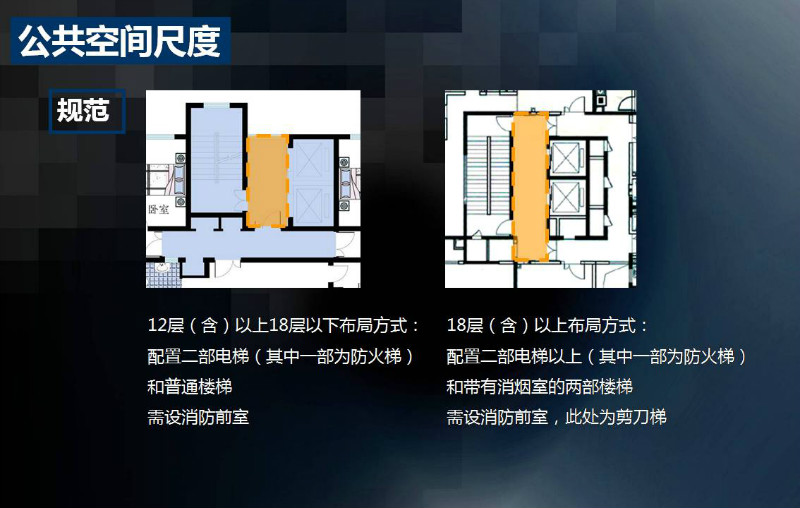 公共空间尺度
规范
卧室
12层（含）以上18层以下布局方式：
配置二部电梯（其中一部为防火梯）
和普通楼梯
需设消防前室
18层（含）以上布局方式：
配置二部电梯以上（其中一部为防火梯）
和带有消烟室的两部楼梯
需设消防前室，此处为剪刀梯